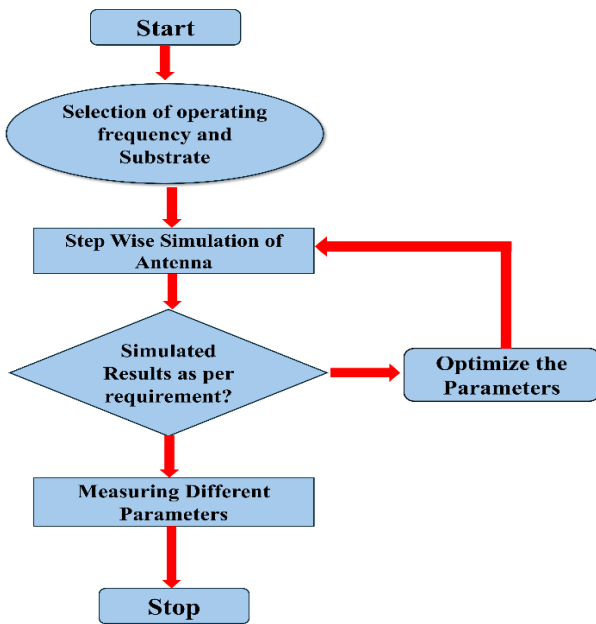 Start
Selection of operating
frequency and
Substrate
Step Wise Simulation of
Antenna
Simulated
Results as per
requirement?
Optimize the
Parameters
Measuring Different
Parameters
Stop